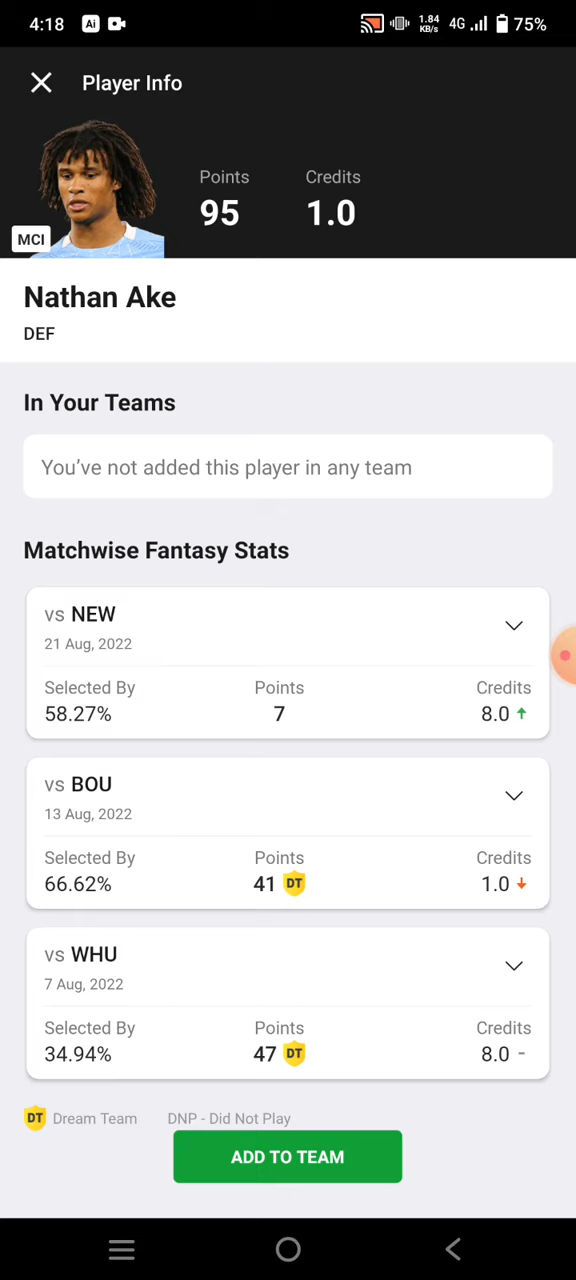 4:18 Ai 1.84 KB/s 4G 75%
Player Info
Points Credits
95 1.0
MCI
Nathan Ake
DEF
In Your Teams
You've not added this player in any team
Matchwise Fantasy Stats
vs NEW
21 Aug, 2022
Selected By Points Credits
58.27% 7 8.0
vs BOU
13 Aug, 2022
Selected By Points Credits
66.62% 41 DT 1.0
vs WHU
7 Aug, 2022
Selected By Points Credits
34.94% 47 DT 8.0 -
DT Dream Team DNP - Did Not Play
ADD TO TEAM